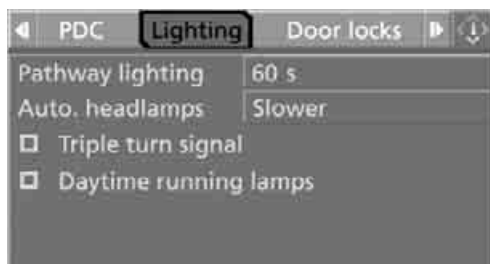 PDC Lighting Door locks
Pathway lighting 60 s
Auto. headlamps Slower
Triple turn signal
Daytime running lamps